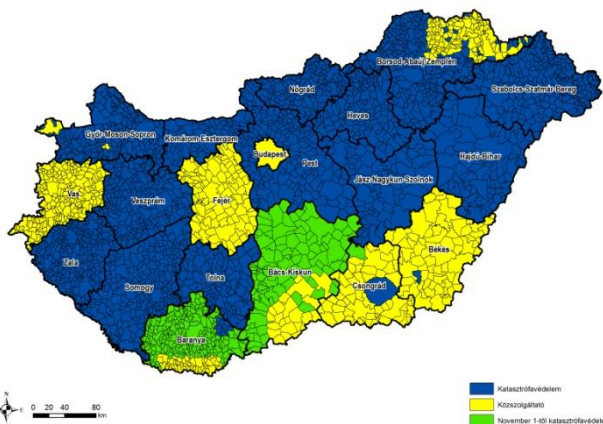 Borsod-Abaúj-Zemplén
Szabolcs-Szatmár-Bereg
Nógrád
Heves
Győr-Moson-Sopron
Komárom-Esztergom
Budapest
Pest
Hajdú-Bihar
Jász-Nagykun-Szolnok
Vas
Veszprém
Fejér
Békés
Zala
Tolna
Bács-Kiskun
Csongrád
Somogy
Baranya
N
E
0 20 40 80
km
Katasztrófavédelem
Közszolgáltató
November 1-től katasztrófavédele